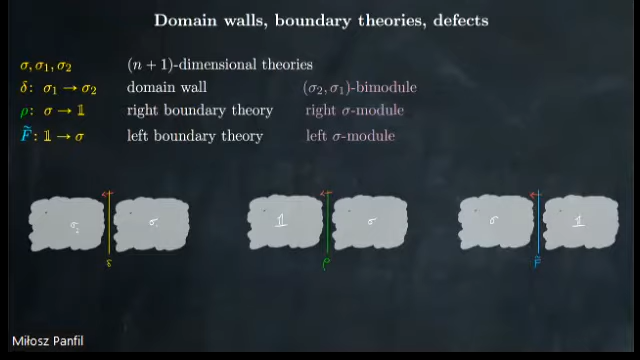 Domain walls, boundary theories, defects
σ, σ₁, σ₂ (n + 1)-dimensional theories
δ: σ₁ → σ₂ domain wall (σ₂, σ₁)-bimodule
ρ: σ → 𝟙 right boundary theory right σ-module
F̃: 𝟙 → σ left boundary theory left σ-module
σ₂ σ₁ 𝟙 σ σ 𝟙
δ ρ F̃
Miłosz Panfil